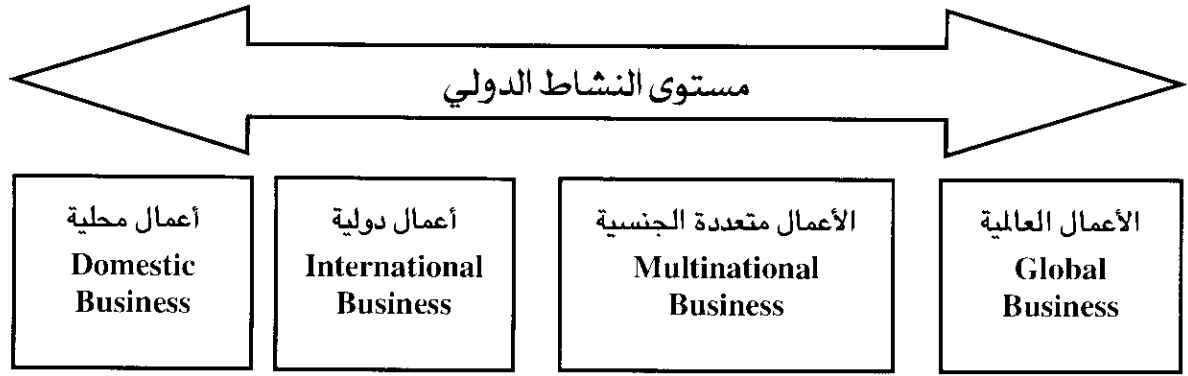 مستوى النشاط الدولي
أعمال محلية
Domestic
Business
أعمال دولية
International
Business
الأعمال متعددة الجنسية
Multinational
Business
الأعمال العالمية
Global
Business